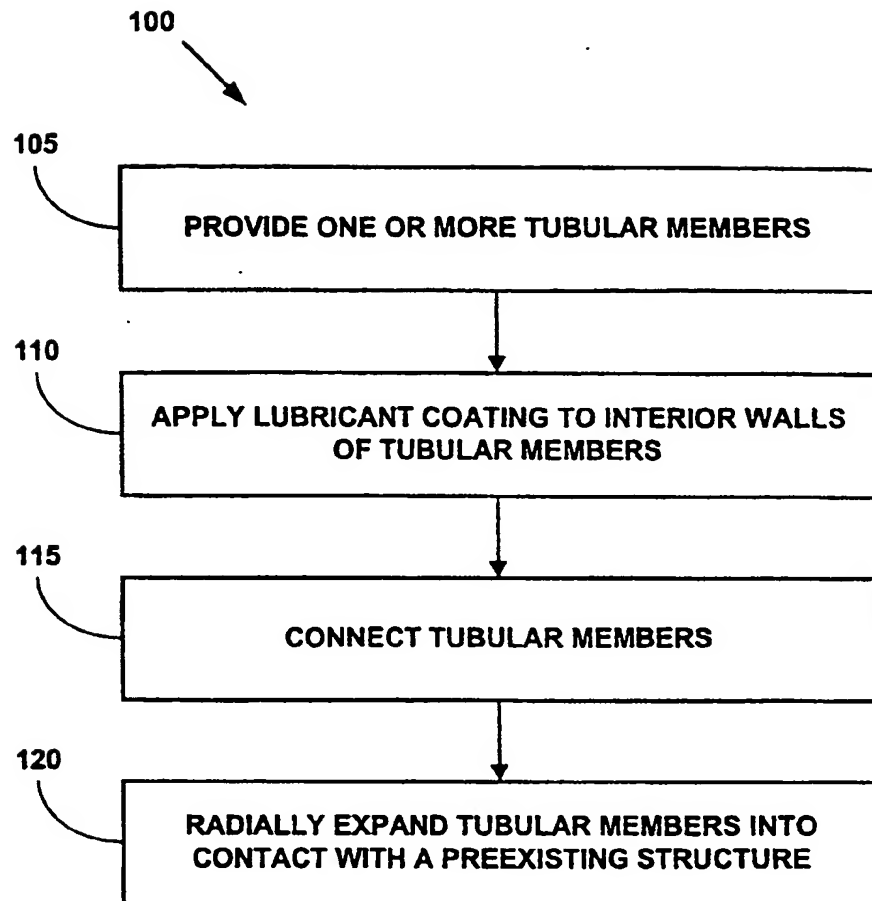 100
105
PROVIDE ONE OR MORE TUBULAR MEMBERS
110
APPLY LUBRICANT COATING TO INTERIOR WALLS
OF TUBULAR MEMBERS
115
CONNECT TUBULAR MEMBERS
120
RADIALLY EXPAND TUBULAR MEMBERS INTO
CONTACT WITH A PREEXISTING STRUCTURE